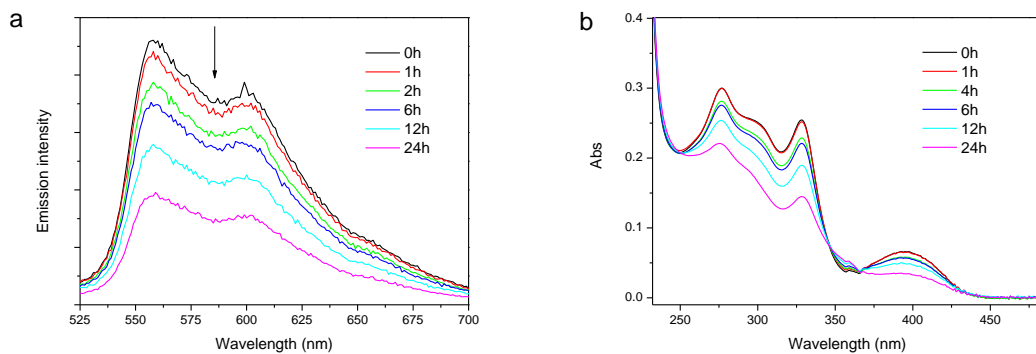 a
Emission intensity
0h
1h
2h
6h
12h
24h
525 550 575 600 625 650 675 700
Wavelength (nm)
b
Abs
0.4
0.3
0.2
0.1
0.0
0h
1h
4h
6h
12h
24h
250 300 350 400 450
Wavelength (nm)